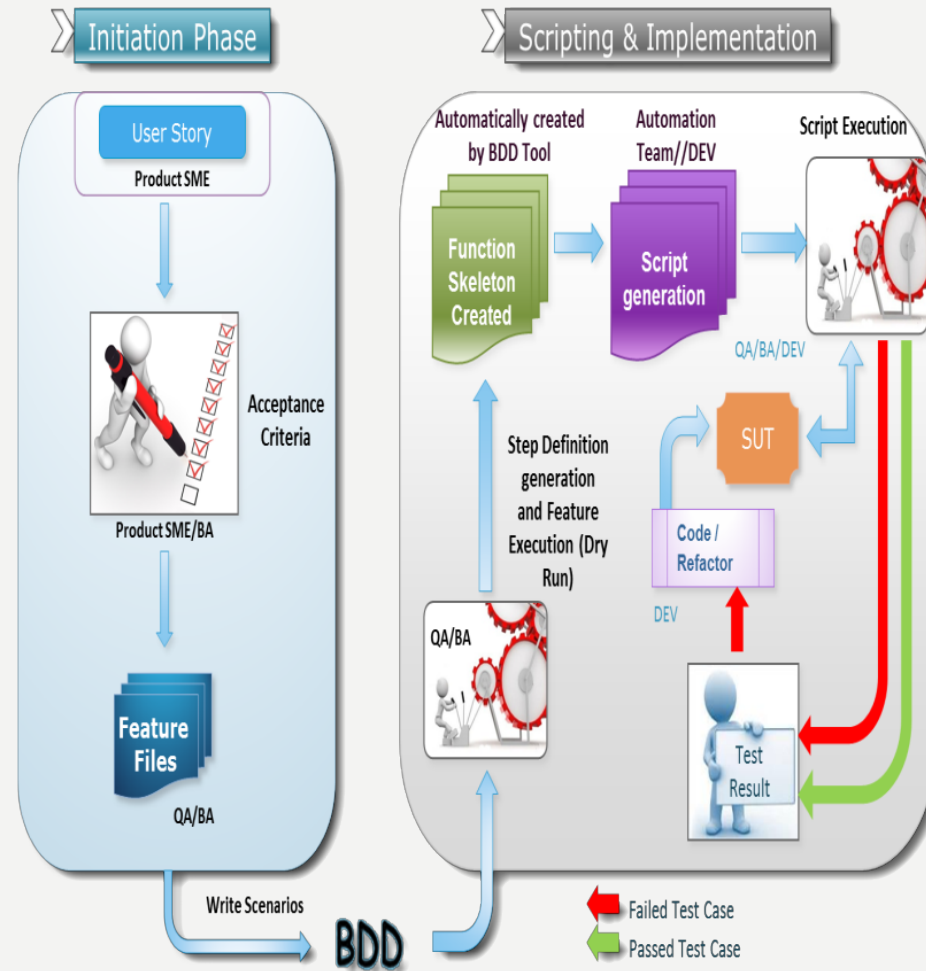 Initiation Phase
User Story
Product SME
Acceptance
Criteria
Product SME/BA
Feature
Files
QA/BA
Write Scenarios
BDD
Scripting & Implementation
Automatically created
by BDD Tool
Function
Skeleton
Created
Automation
Team//DEV
Script
generation
Script Execution
QA/BA/DEV
SUT
Step Definition
generation
and Feature
Execution (Dry
Run)
Code /
Refactor
DEV
QA/BA
Test
Result
Failed Test Case
Passed Test Case